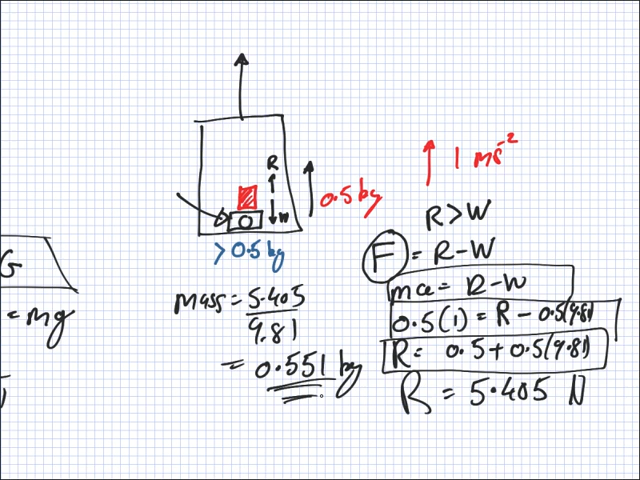 R
W
0.5 kg
> 0.5 kg
1 ms⁻²
R > W
F = R - W
ma = R - W
0.5(1) = R - 0.5(9.81)
R = 0.5 + 0.5(9.81)
R = 5.405 N
mass = 5.405
9.81
= 0.551 kg
G
= mg